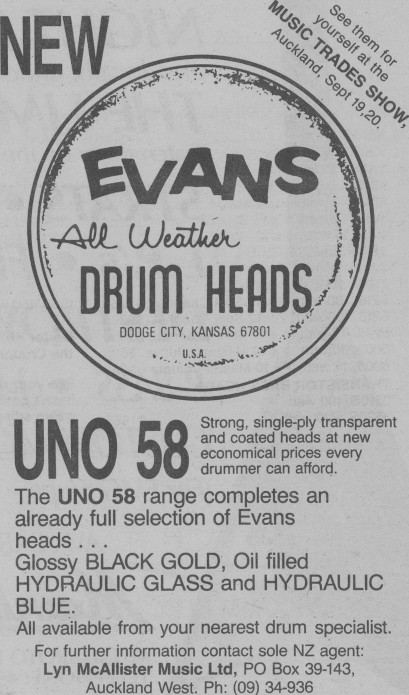 NEW
See them for
yourself at the
MUSIC TRADES SHOW,
Auckland, Sept 19,20.
EVANS
All Weather
DRUM HEADS
DODGE CITY, KANSAS 67801
U.S.A.
UNO 58
Strong, single-ply transparent
and coated heads at new
economical prices every
drummer can afford.
The UNO 58 range completes an
already full selection of Evans
heads . . .
Glossy BLACK GOLD, Oil filled
HYDRAULIC GLASS and HYDRAULIC
BLUE.
All available from your nearest drum specialist.
For further information contact sole NZ agent:
Lyn McAllister Music Ltd, PO Box 39-143,
Auckland West. Ph: (09) 34-936